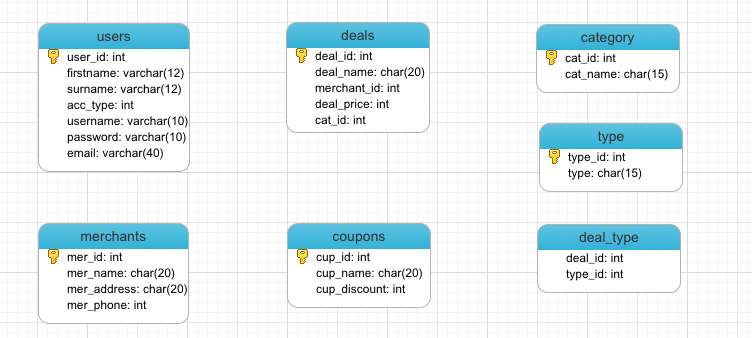 users
user_id: int
firstname: varchar(12)
surname: varchar(12)
acc_type: int
username: varchar(10)
password: varchar(10)
email: varchar(40)
deals
deal_id: int
deal_name: char(20)
merchant_id: int
deal_price: int
cat_id: int
category
cat_id: int
cat_name: char(15)
type
type_id: int
type: char(15)
merchants
mer_id: int
mer_name: char(20)
mer_address: char(20)
mer_phone: int
coupons
cup_id: int
cup_name: char(20)
cup_discount: int
deal_type
deal_id: int
type_id: int